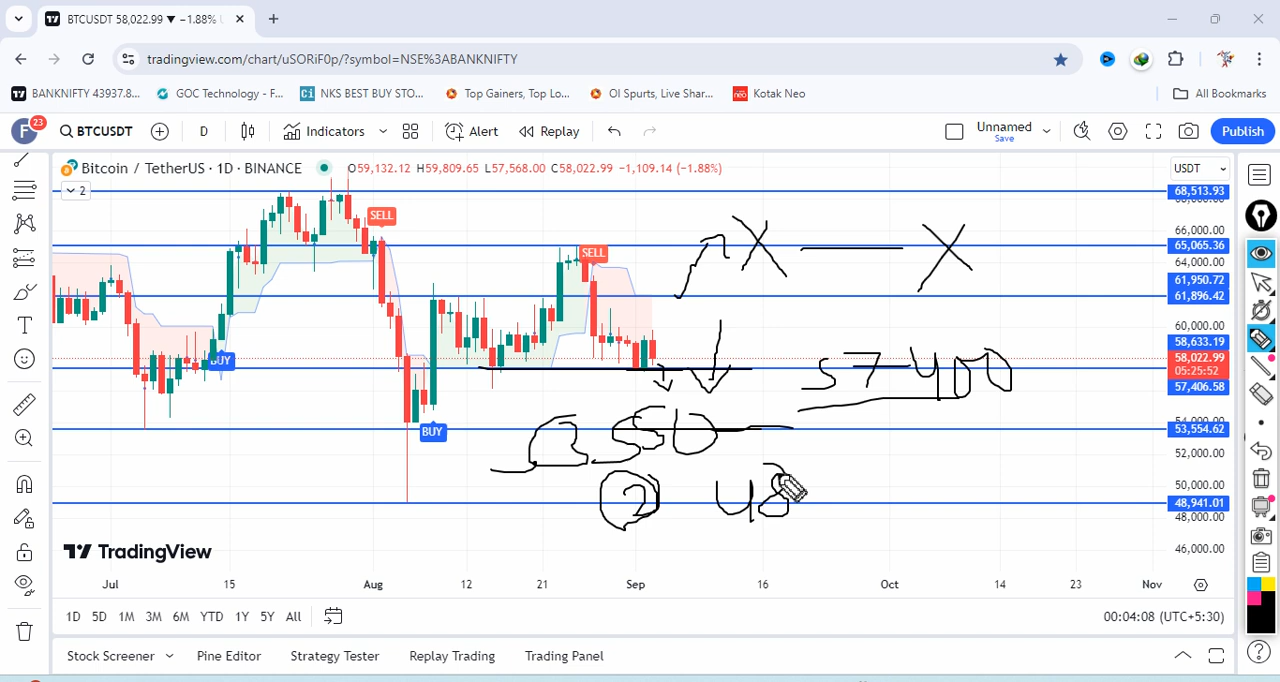 BTCUSDT 58,022.99 ▼ −1.88%
tradingview.com/chart/uSORiF0p/?symbol=NSE%3ABANKNIFTY
BANKNIFTY 43937.8... GOC Technology - F... NKS BEST BUY STO... Top Gainers, Top Lo... OI Spurts, Live Shar... Kotak Neo All Bookmarks
F 23 BTCUSDT D Indicators Alert Replay Unnamed Save Publish
Bitcoin / TetherUS · 1D · BINANCE O59,132.12 H59,809.65 L57,568.00 C58,022.99 −1,109.14 (−1.88%) USDT
2
68,513.93
SELL
66,000.00
65,065.36
SELL
64,000.00
61,950.72
61,896.42
60,000.00
58,633.19
BUY
58,022.99
05:25:52
57400
57,406.58
BUY
53,554.62
550
52,000.00
50,000.00
2 48
48,941.01
48,000.00
46,000.00
TradingView
Jul 15 Aug 12 21 Sep 16 Oct 14 23 Nov
1D 5D 1M 3M 6M YTD 1Y 5Y All 00:04:08 (UTC+5:30)
Stock Screener Pine Editor Strategy Tester Replay Trading Trading Panel